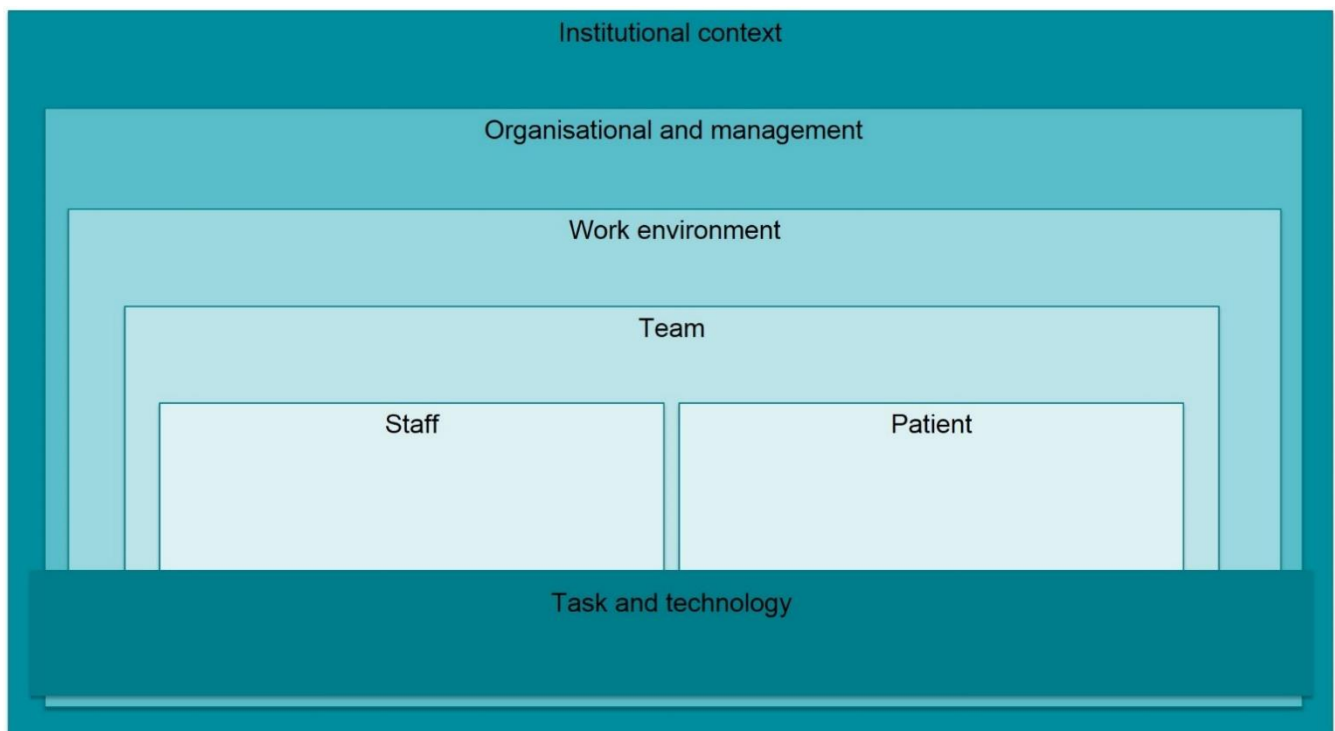 Institutional context
Organisational and management
Work environment
Team
Staff
Patient
Task and technology